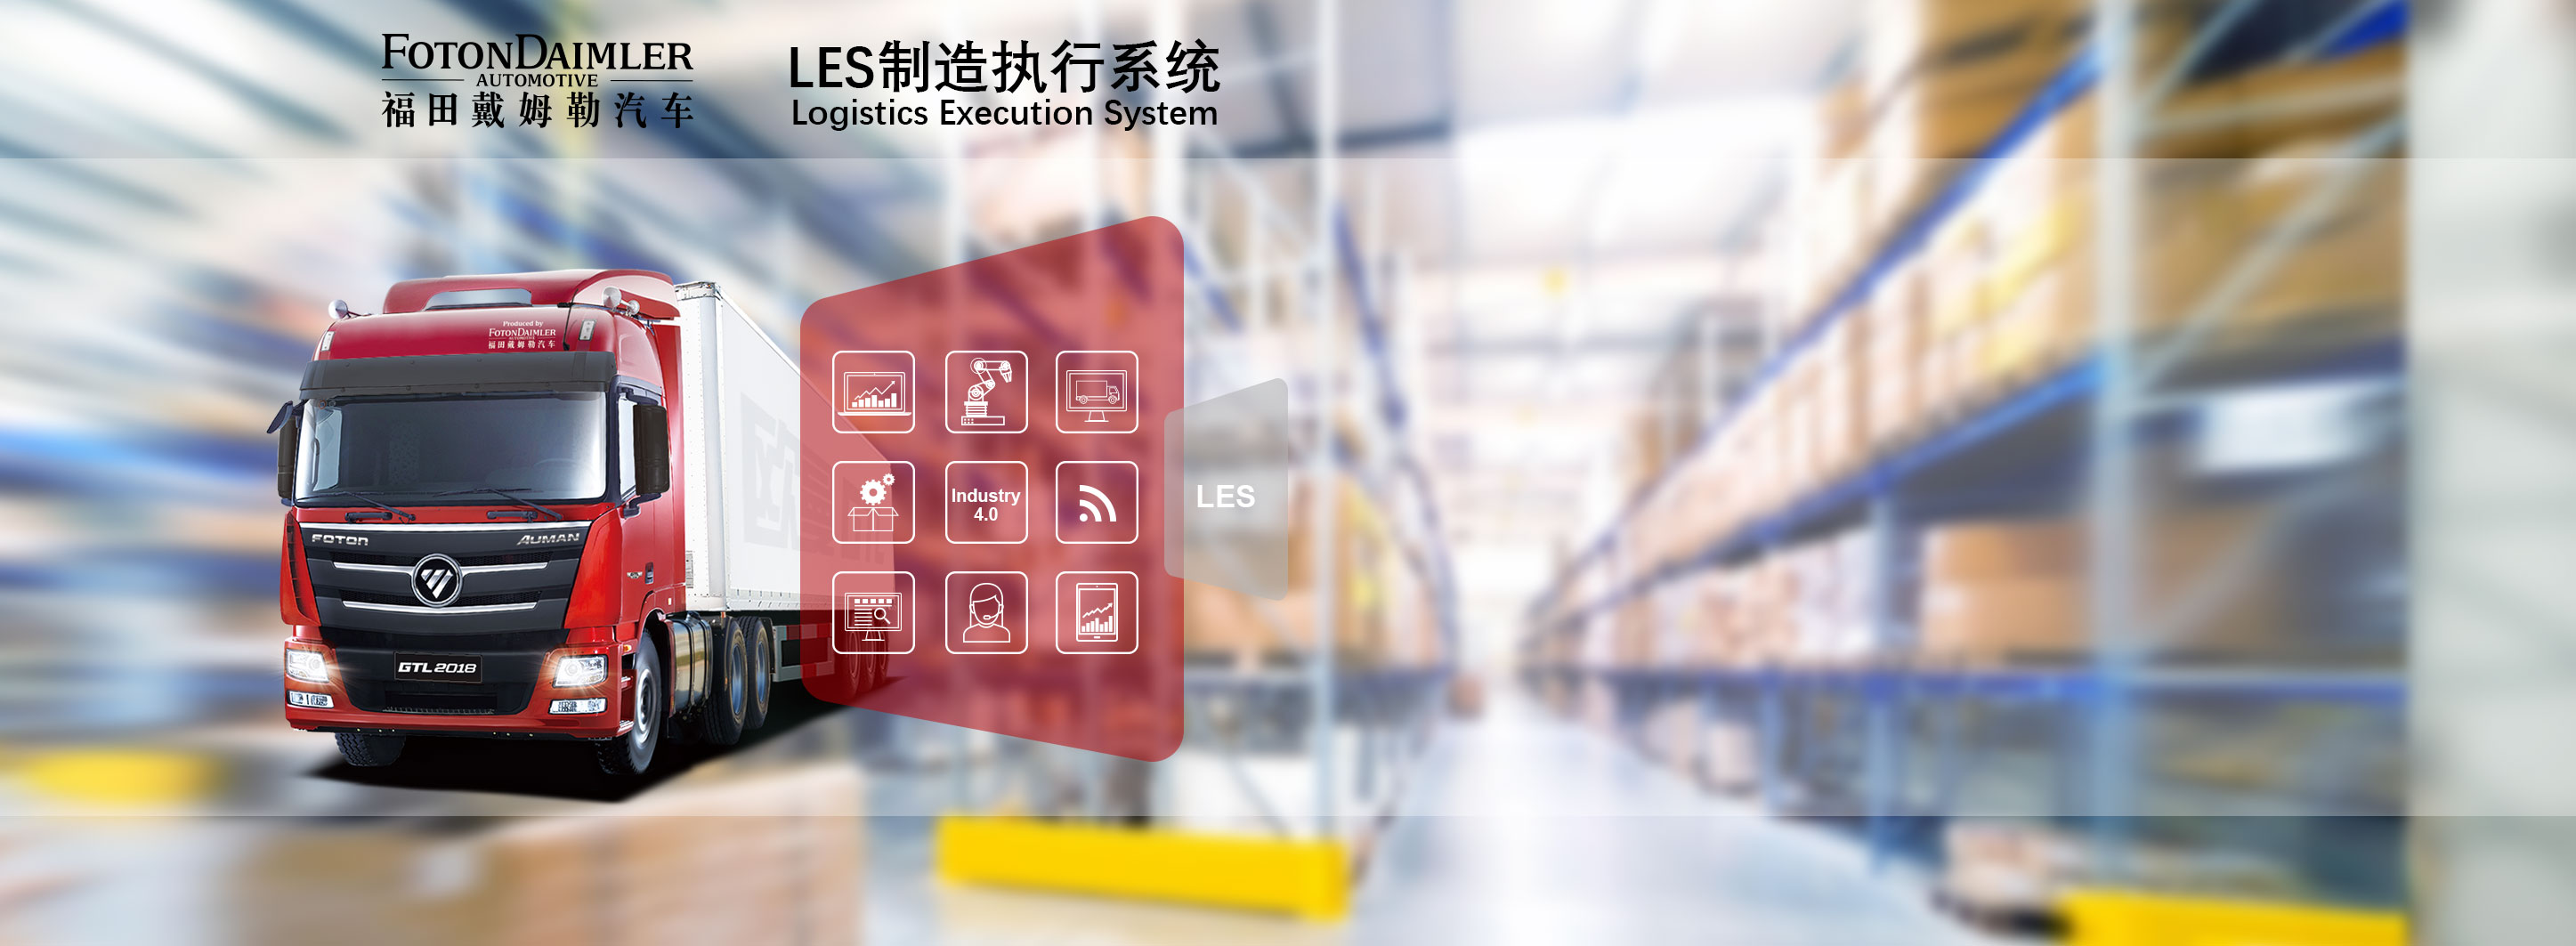 FOTONDAIMLER
AUTOMOTIVE
福田戴姆勒汽车
LES制造执行系统
Logistics Execution System
Produced by
FOTONDAIMLER
福田戴姆勒汽车
FOTON
AUMAN
GTL 2018
Industry
4.0
LES